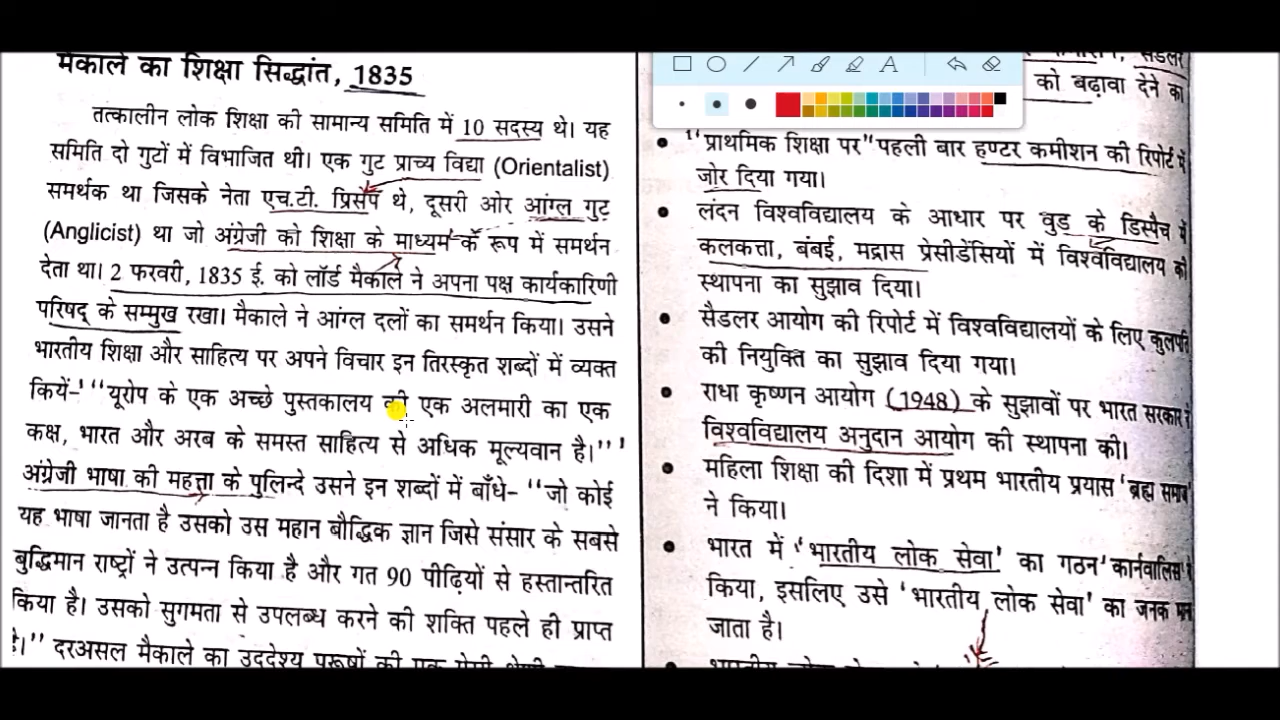 मैकाले का शिक्षा सिद्धांत, 1835
तत्कालीन लोक शिक्षा की सामान्य समिति में 10 सदस्य थे। यह
समिति दो गुटों में विभाजित थी। एक गुट प्राच्य विद्या (Orientalist)
समर्थक था जिसके नेता एच.टी. प्रिंसप थे, दूसरी ओर आंग्ल गुट
(Anglicist) था जो अंग्रेजी को शिक्षा के माध्यम के रूप में समर्थन
देता था। 2 फरवरी, 1835 ई. को लॉर्ड मैकाले ने अपना पक्ष कार्यकारिणी
परिषद् के सम्मुख रखा। मैकाले ने आंग्ल दलों का समर्थन किया। उसने
भारतीय शिक्षा और साहित्य पर अपने विचार इन तिरस्कृत शब्दों में व्यक्त
कियें- "यूरोप के एक अच्छे पुस्तकालय की एक अलमारी का एक
कक्ष, भारत और अरब के समस्त साहित्य से अधिक मूल्यवान है।"
अंग्रेजी भाषा की महत्ता के पुलिन्दे उसने इन शब्दों में बाँधे- "जो कोई
यह भाषा जानता है उसको उस महान बौद्धिक ज्ञान जिसे संसार के सबसे
बुद्धिमान राष्ट्रों ने उत्पन्न किया है और गत 90 पीढ़ियों से हस्तान्तरित
किया है। उसको सुगमता से उपलब्ध करने की शक्ति पहले ही प्राप्त
है।" दरअसल मैकाले का उद्देश्य पुरूषों की एक ऐसी श्रेणी
सैडलर
को बढ़ावा देने का
"प्राथमिक शिक्षा पर" पहली बार हण्टर कमीशन की रिपोर्ट में
जोर दिया गया।
लंदन विश्वविद्यालय के आधार पर वुड के डिस्पैच में
कलकत्ता, बंबई, मद्रास प्रेसीडेंसियों में विश्वविद्यालय की
स्थापना का सुझाव दिया।
सैडलर आयोग की रिपोर्ट में विश्वविद्यालयों के लिए कुलपति
की नियुक्ति का सुझाव दिया गया।
राधा कृष्णन आयोग (1948) के सुझावों पर भारत सरकार ने
विश्वविद्यालय अनुदान आयोग की स्थापना की।
महिला शिक्षा की दिशा में प्रथम भारतीय प्रयास 'ब्रह्म समाज'
ने किया।
भारत में 'भारतीय लोक सेवा' का गठन कार्नवालिस ने
किया, इसलिए उसे 'भारतीय लोक सेवा' का जनक माना
जाता है।